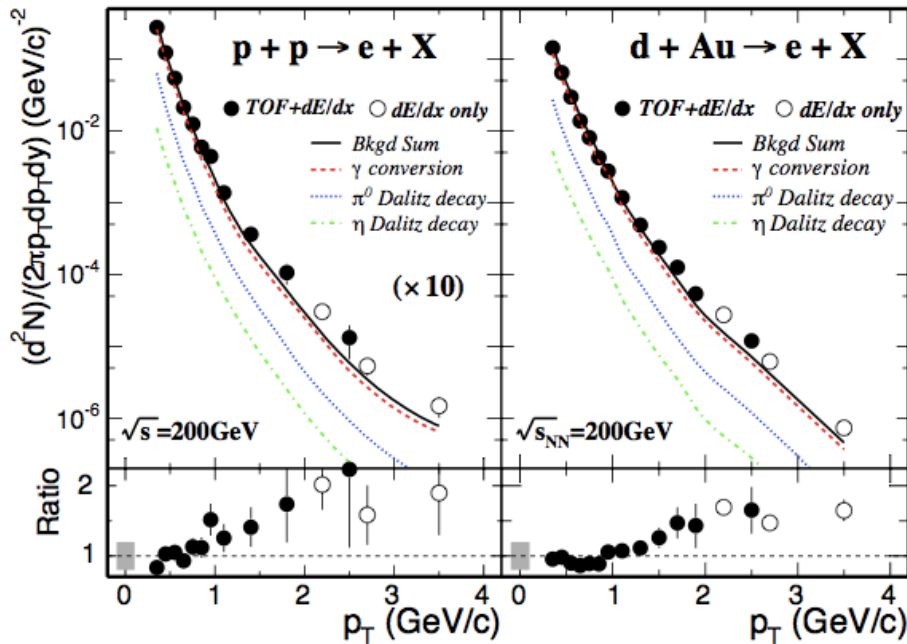 (d²N)/(2πp_Tdp_Tdy) (GeV/c)⁻²
10⁻²
10⁻⁴
10⁻⁶
p + p → e + X
TOF+dE/dx
dE/dx only
Bkgd Sum
γ conversion
π⁰ Dalitz decay
η Dalitz decay
(×10)
√s =200GeV
d + Au → e + X
TOF+dE/dx
dE/dx only
Bkgd Sum
γ conversion
π⁰ Dalitz decay
η Dalitz decay
√s_NN =200GeV
Ratio
2
1
0 1 2 3 4
p_T (GeV/c)
0 1 2 3 4
p_T (GeV/c)